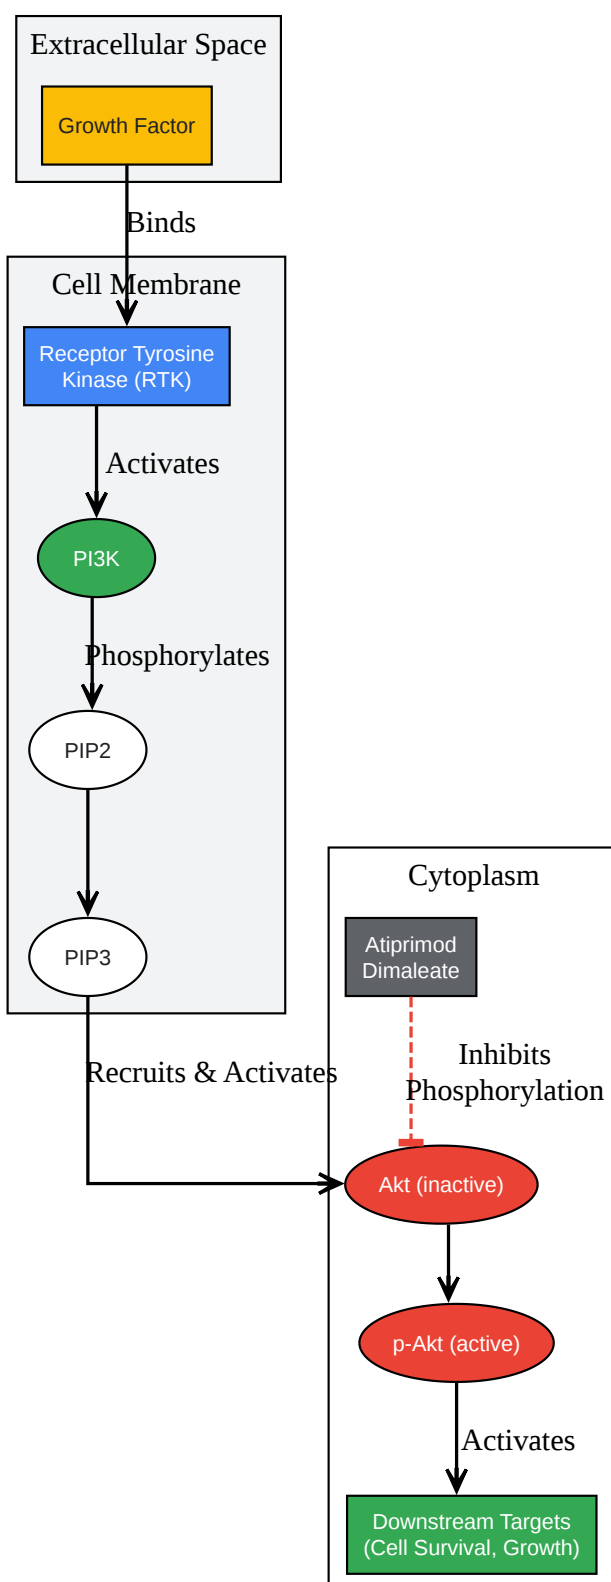 Extracellular Space
Growth Factor
Binds
Cell Membrane
Receptor Tyrosine
Kinase (RTK)
Activates
PI3K
Phosphorylates
PIP2
PIP3
Recruits & Activates
Cytoplasm
Atiprimod
Dimaleate
Inhibits
Phosphorylation
Akt (inactive)
p-Akt (active)
Activates
Downstream Targets
(Cell Survival, Growth)